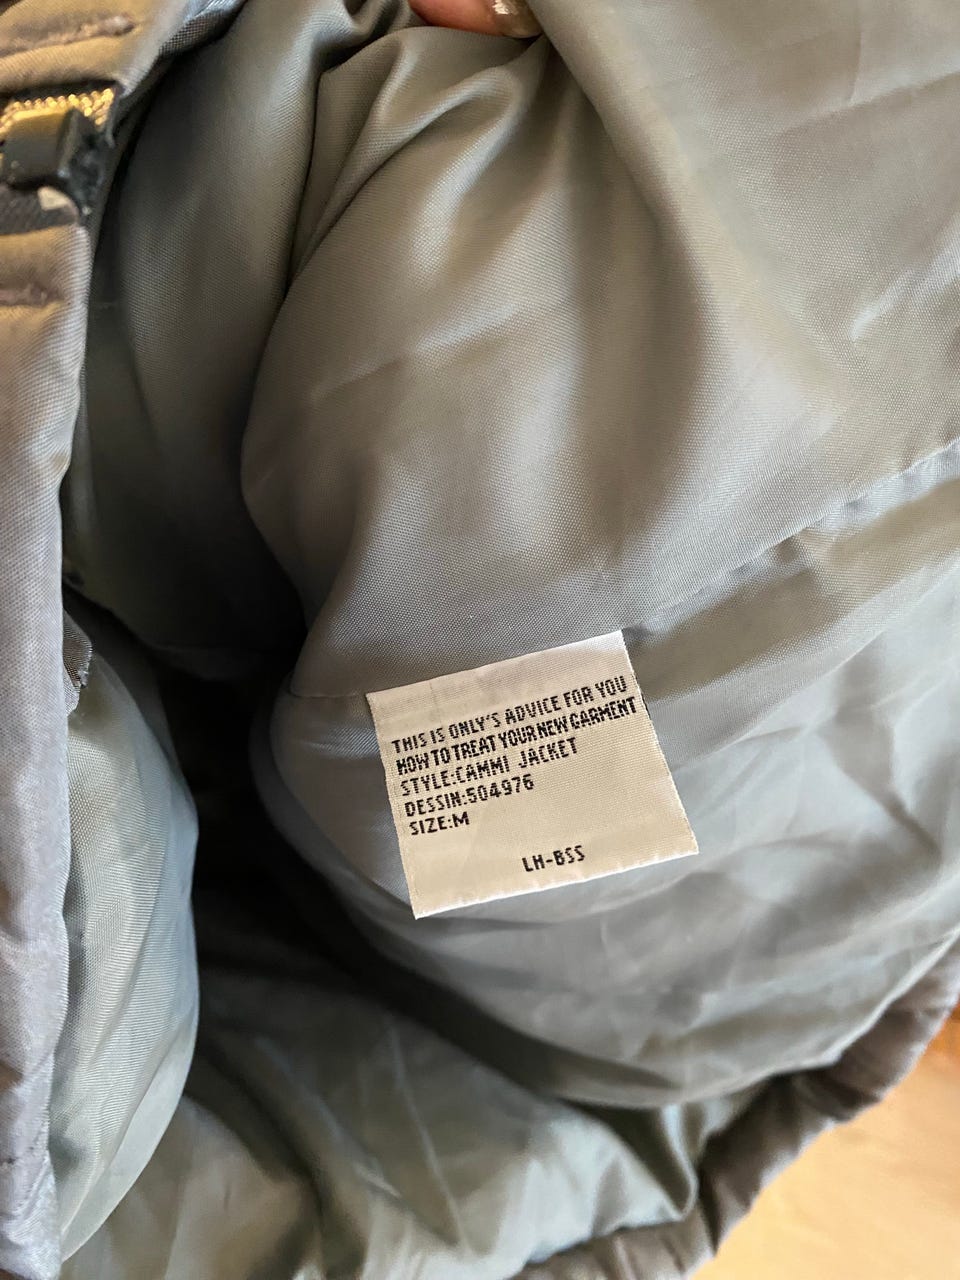 THIS IS ONLY'S ADVICE FOR YOU
HOW TO TREAT YOUR NEW GARMENT
STYLE:CAMMI JACKET
DESSIN:504976
SIZE:M
LH-BSS